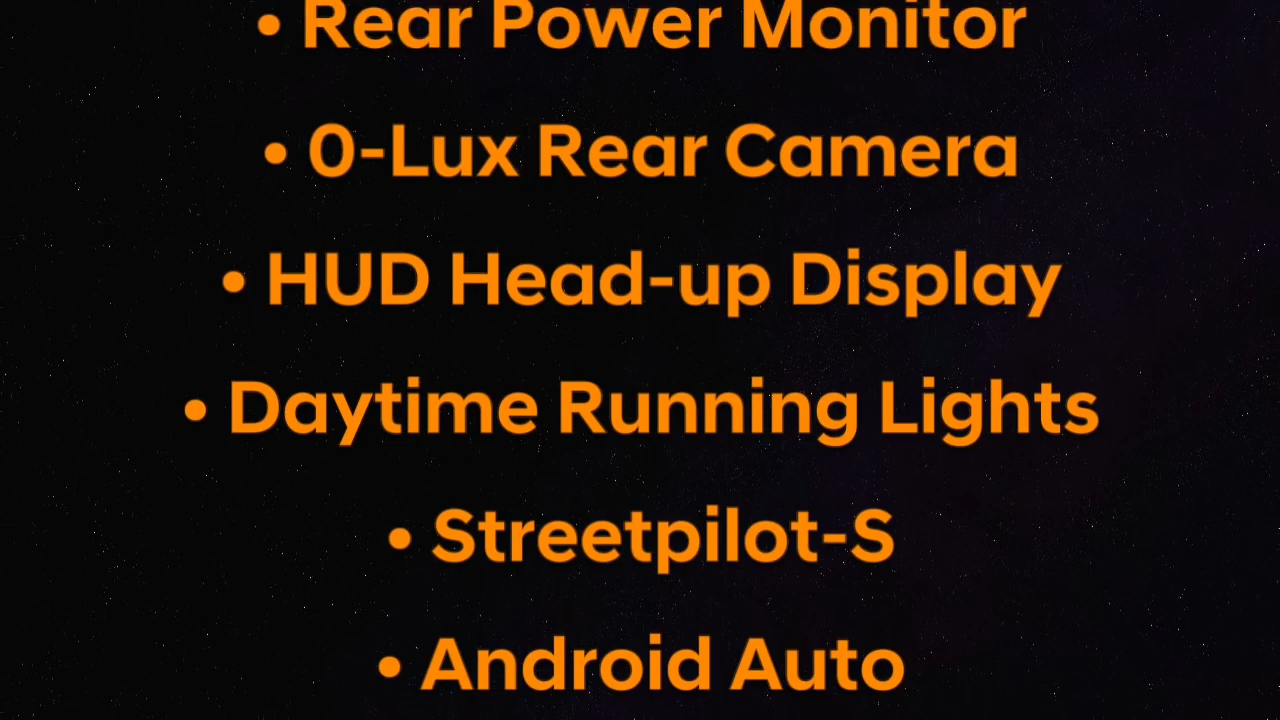 • Rear Power Monitor
• 0-Lux Rear Camera
• HUD Head-up Display
• Daytime Running Lights
• Streetpilot-S
• Android Auto